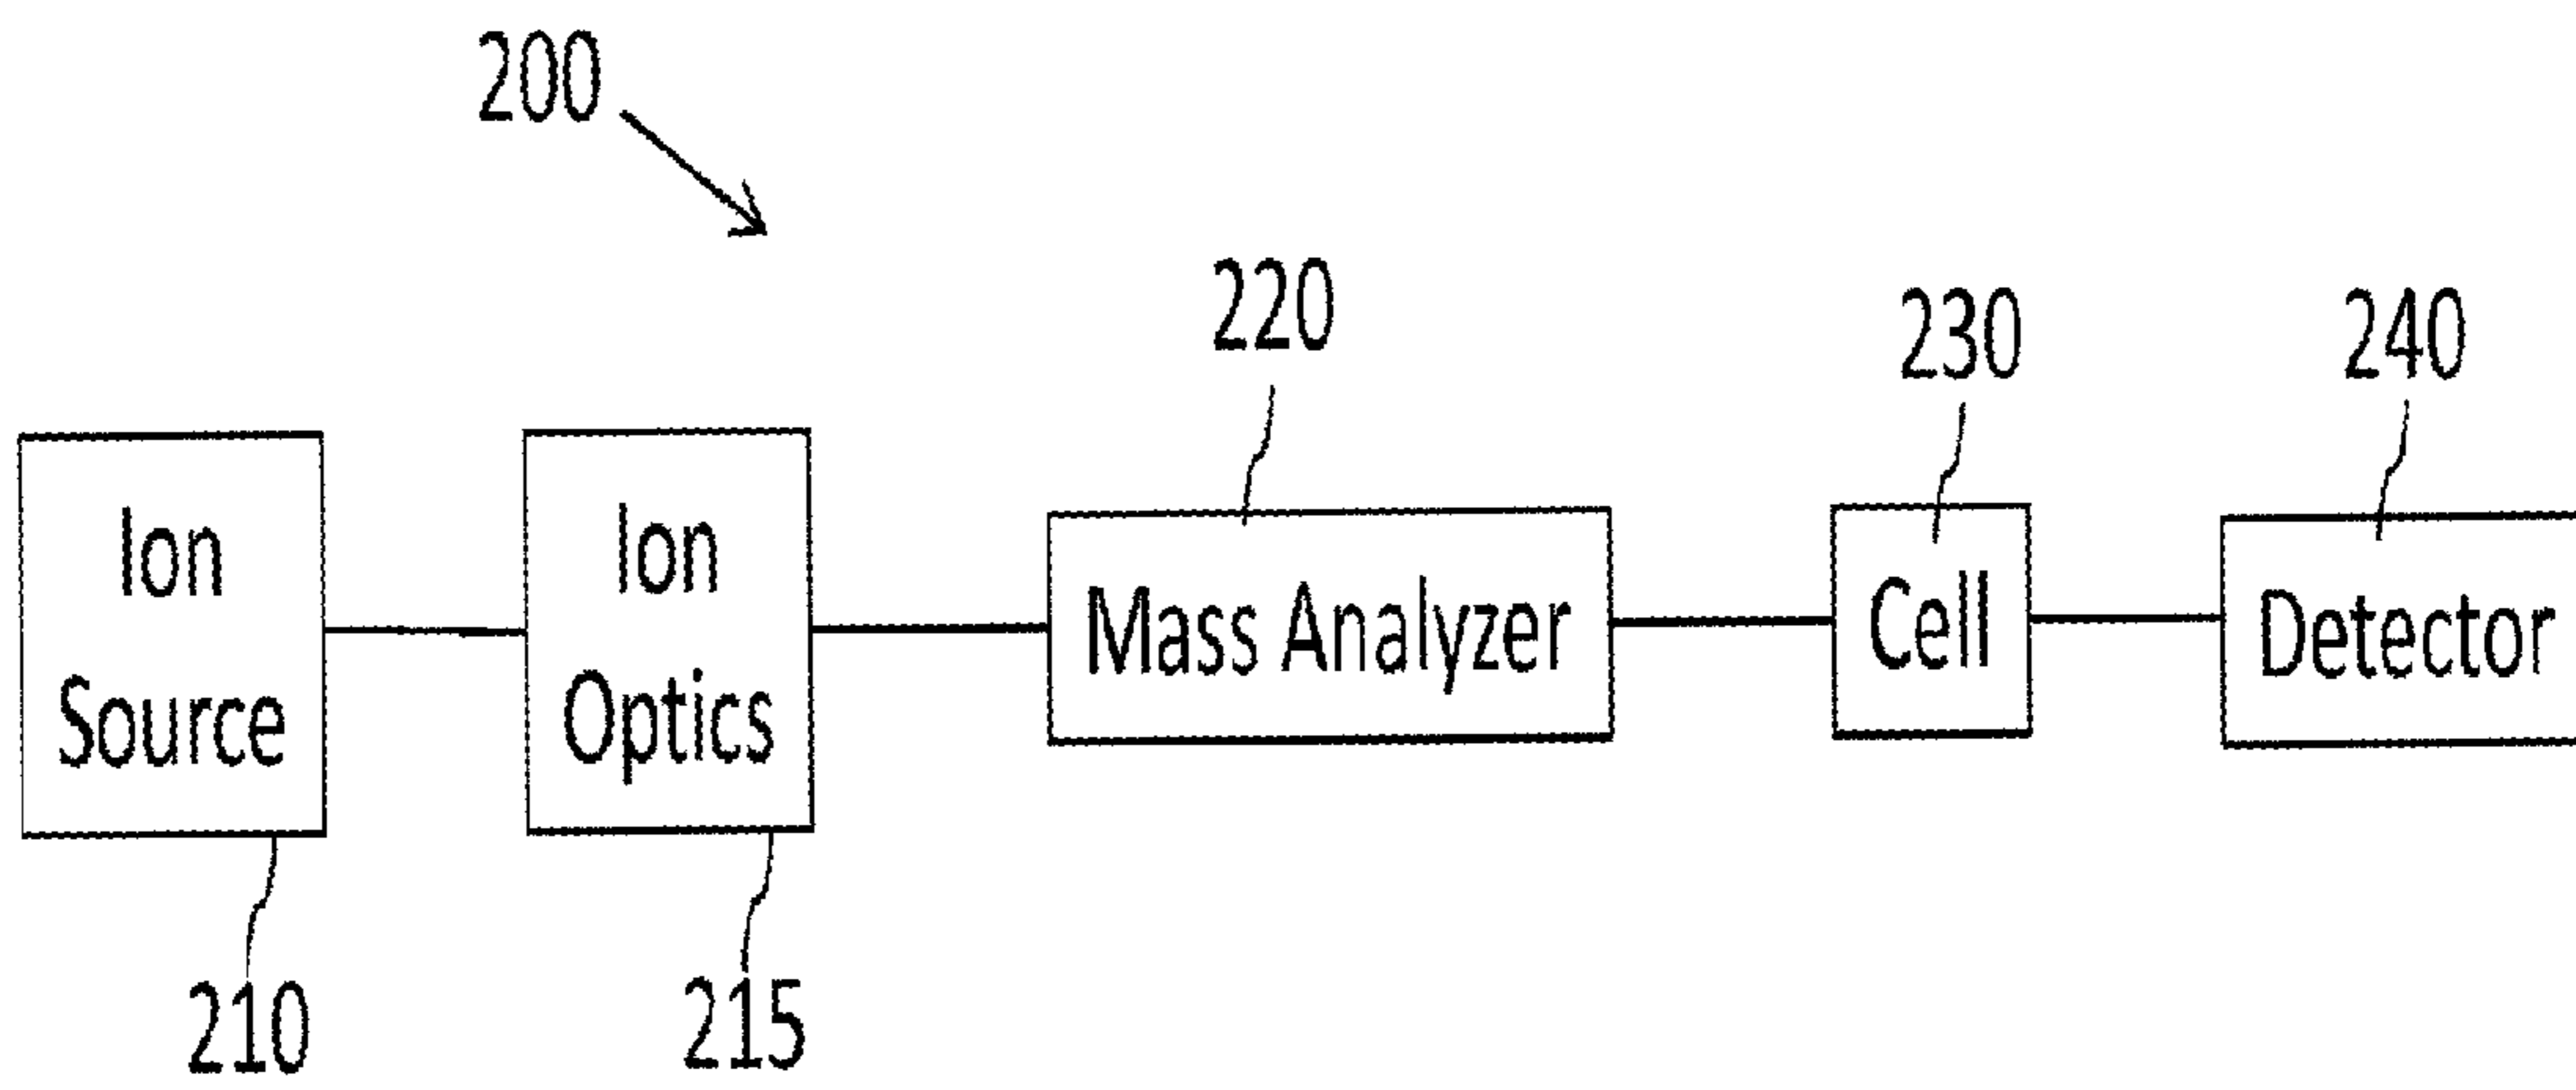 200
220
230
240
Ion
Source
Ion
Optics
Mass Analyzer
Cell
Detector
210
215